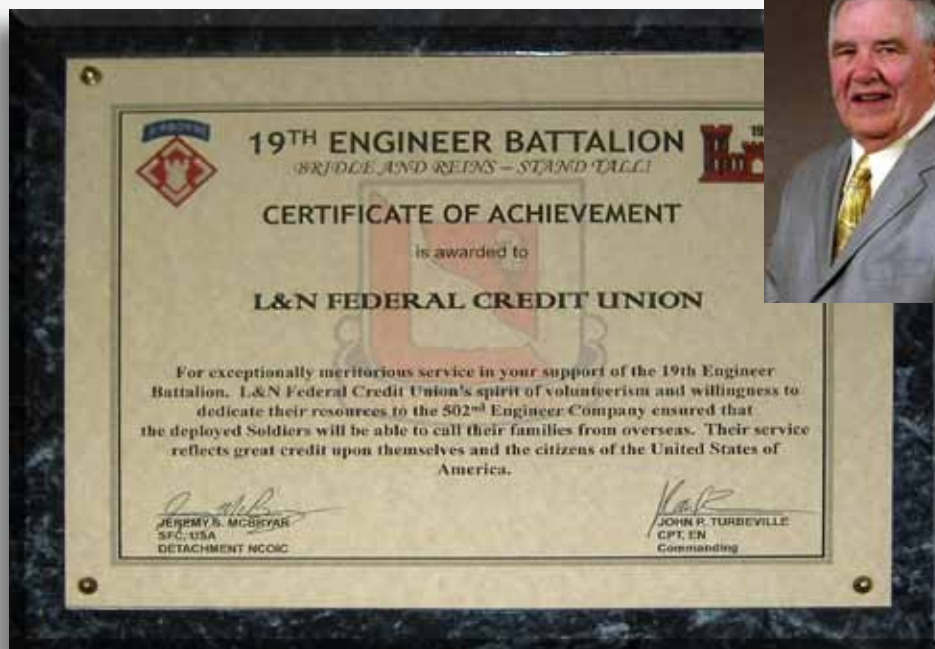 AIRBORNE
19TH ENGINEER BATTALION
BRIDLE AND REINS – STAND TALL!
19
CERTIFICATE OF ACHIEVEMENT
is awarded to
L&N FEDERAL CREDIT UNION
For exceptionally meritorious service in your support of the 19th Engineer
Battalion. L&N Federal Credit Union's spirit of volunteerism and willingness to
dedicate their resources to the 502nd Engineer Company ensured that
the deployed Soldiers will be able to call their families from overseas. Their service
reflects great credit upon themselves and the citizens of the United States of
America.
JEREMY S. MCBRYAR
SFC, USA
DETACHMENT NCOIC
JOHN P. TURBEVILLE
CPT, EN
Commanding